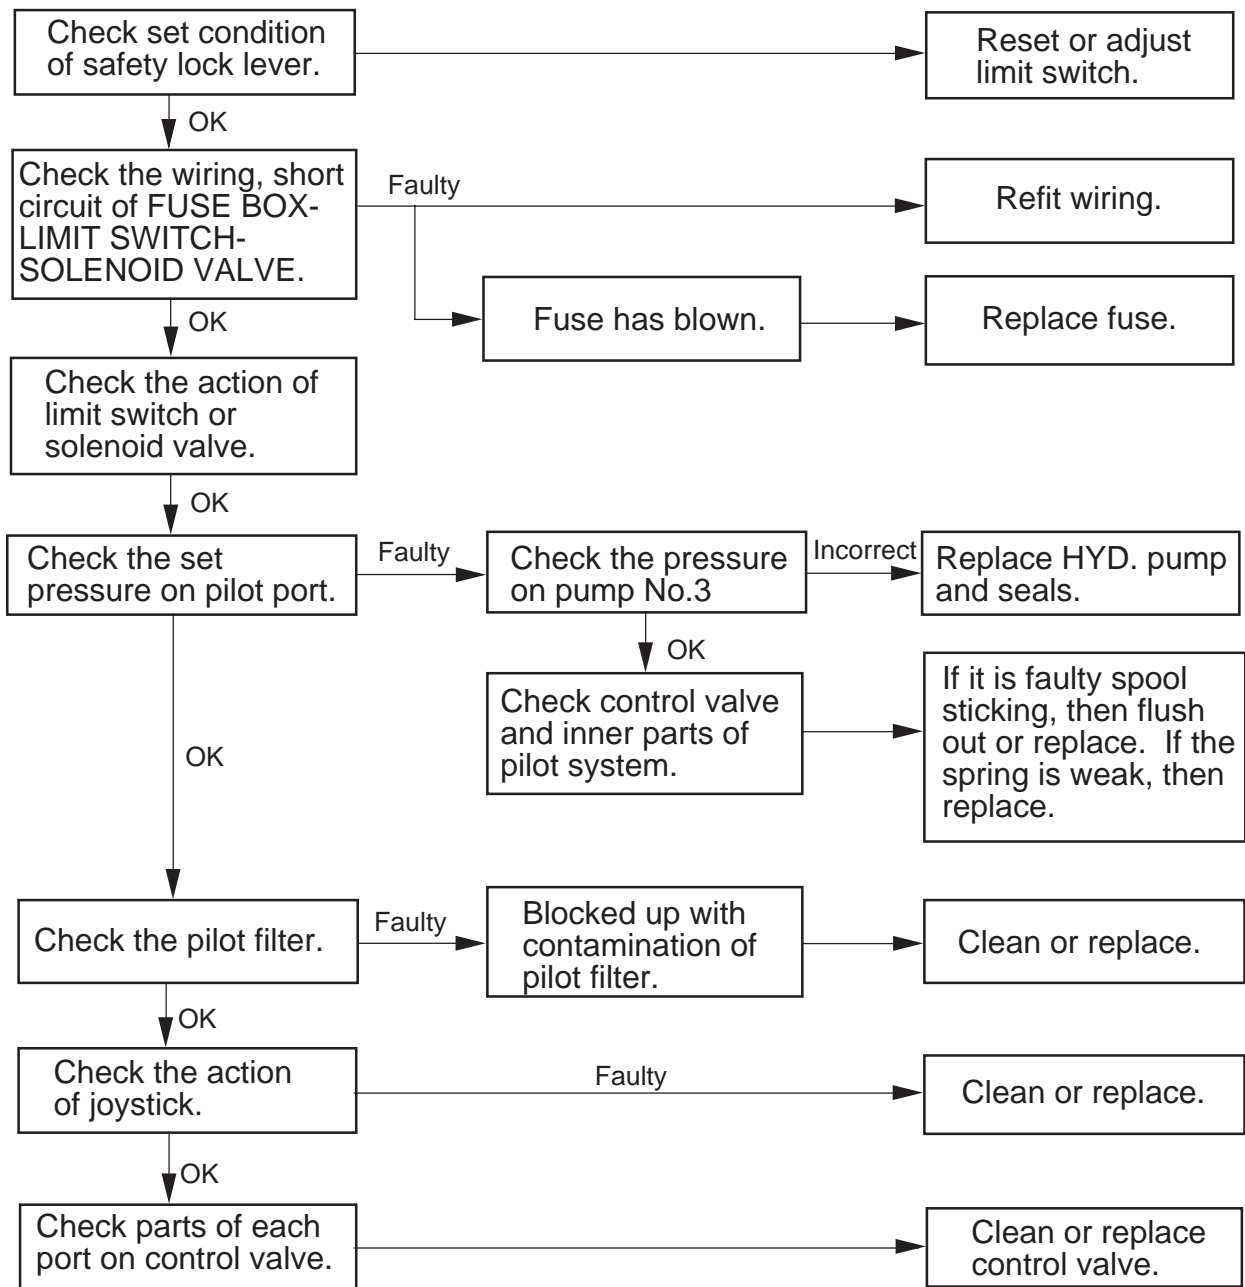 Check set condition
of safety lock lever.
Reset or adjust
limit switch.
OK
Check the wiring, short
circuit of FUSE BOX-
LIMIT SWITCH-
SOLENOID VALVE.
Faulty
Refit wiring.
OK
Fuse has blown.
Replace fuse.
Check the action of
limit switch or
solenoid valve.
OK
Check the set
pressure on pilot port.
Faulty
Check the pressure
on pump No.3
Incorrect
Replace HYD. pump
and seals.
OK
Check control valve
and inner parts of
pilot system.
If it is faulty spool
sticking, then flush
out or replace. If the
spring is weak, then
replace.
OK
Check the pilot filter.
Faulty
Blocked up with
contamination of
pilot filter.
Clean or replace.
OK
Check the action
of joystick.
Faulty
Clean or replace.
OK
Check parts of each
port on control valve.
Clean or replace
control valve.